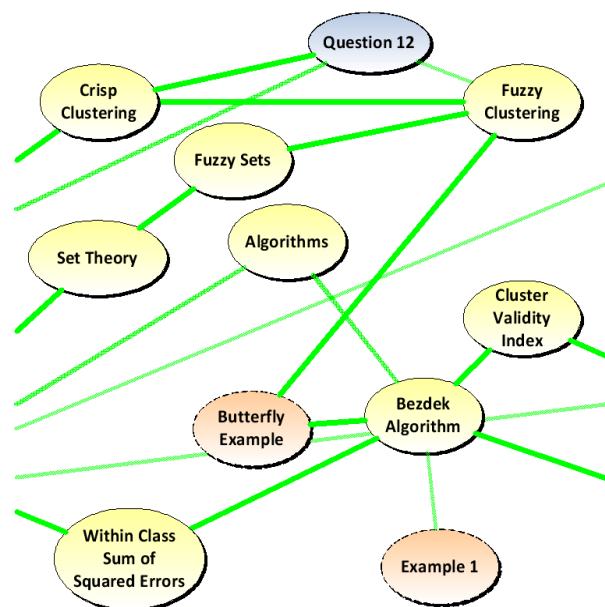 Question 12
Crisp
Clustering
Fuzzy
Clustering
Fuzzy Sets
Set Theory
Algorithms
Cluster
Validity
Index
Butterfly
Example
Bezdek
Algorithm
Within Class
Sum of
Squared Errors
Example 1